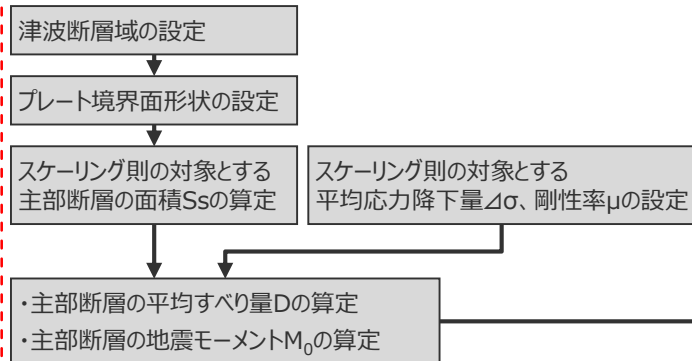 津波断層域の設定
プレート境界面形状の設定
スケーリング則の対象とする
主部断層の面積Ssの算定
スケーリング則の対象とする
平均応力降下量⊿σ、剛性率μの設定
・主部断層の平均すべり量Dの算定
・主部断層の地震モーメントM₀の算定